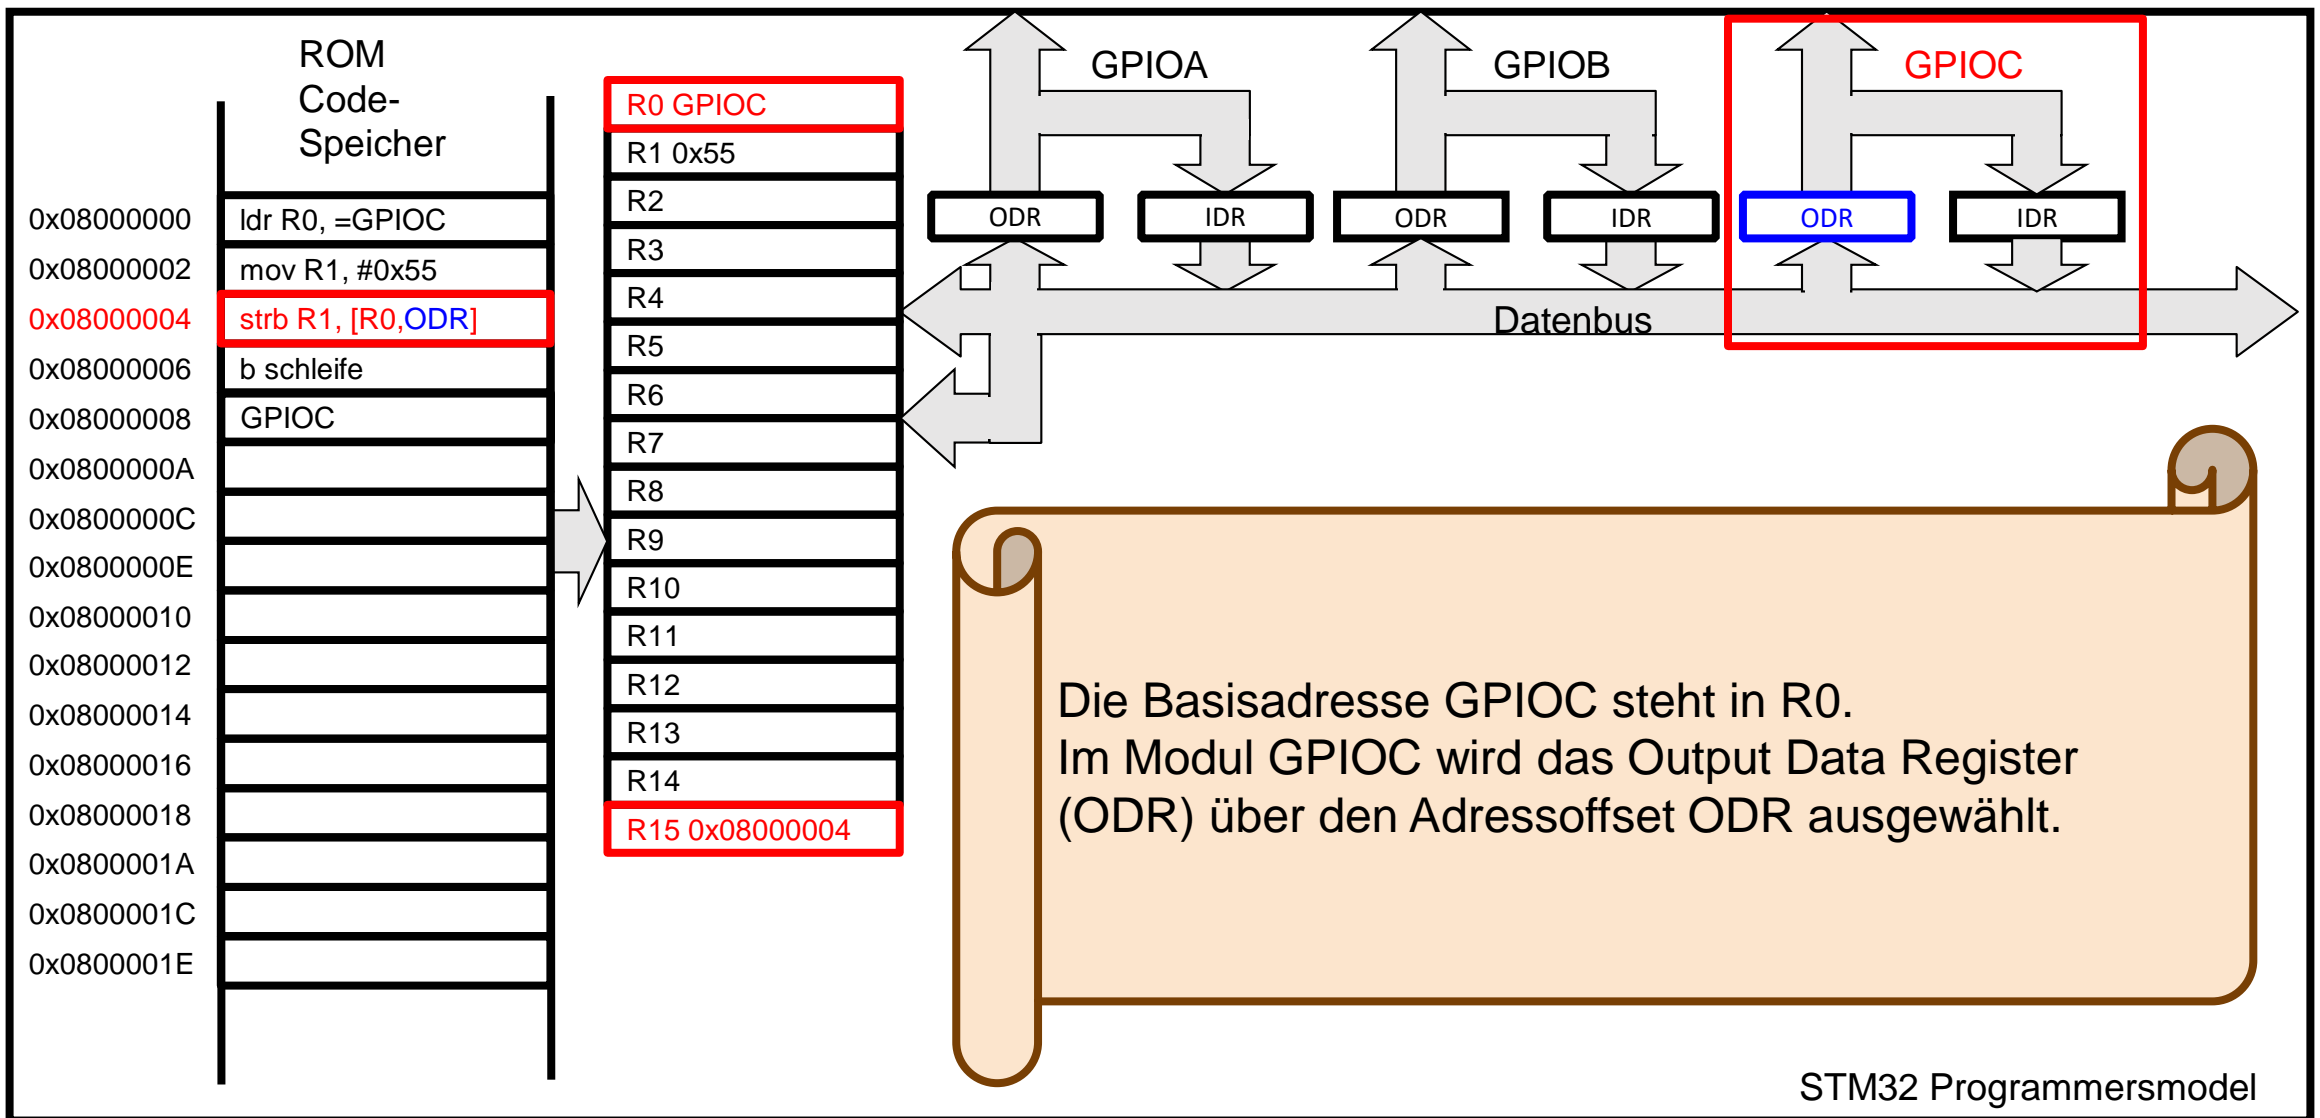 ROM
Code-
Speicher
0x08000000 ldr R0, =GPIOC
0x08000002 mov R1, #0x55
0x08000004 strb R1, [R0,ODR]
0x08000006 b schleife
0x08000008 GPIOC
0x0800000A
0x0800000C
0x0800000E
0x08000010
0x08000012
0x08000014
0x08000016
0x08000018
0x0800001A
0x0800001C
0x0800001E
R0 GPIOC
R1 0x55
R2
R3
R4
R5
R6
R7
R8
R9
R10
R11
R12
R13
R14
R15 0x08000004
GPIOA GPIOB GPIOC
ODR IDR ODR IDR ODR IDR
Datenbus
Die Basisadresse GPIOC steht in R0.
Im Modul GPIOC wird das Output Data Register
(ODR) über den Adressoffset ODR ausgewählt.
STM32 Programmersmodel